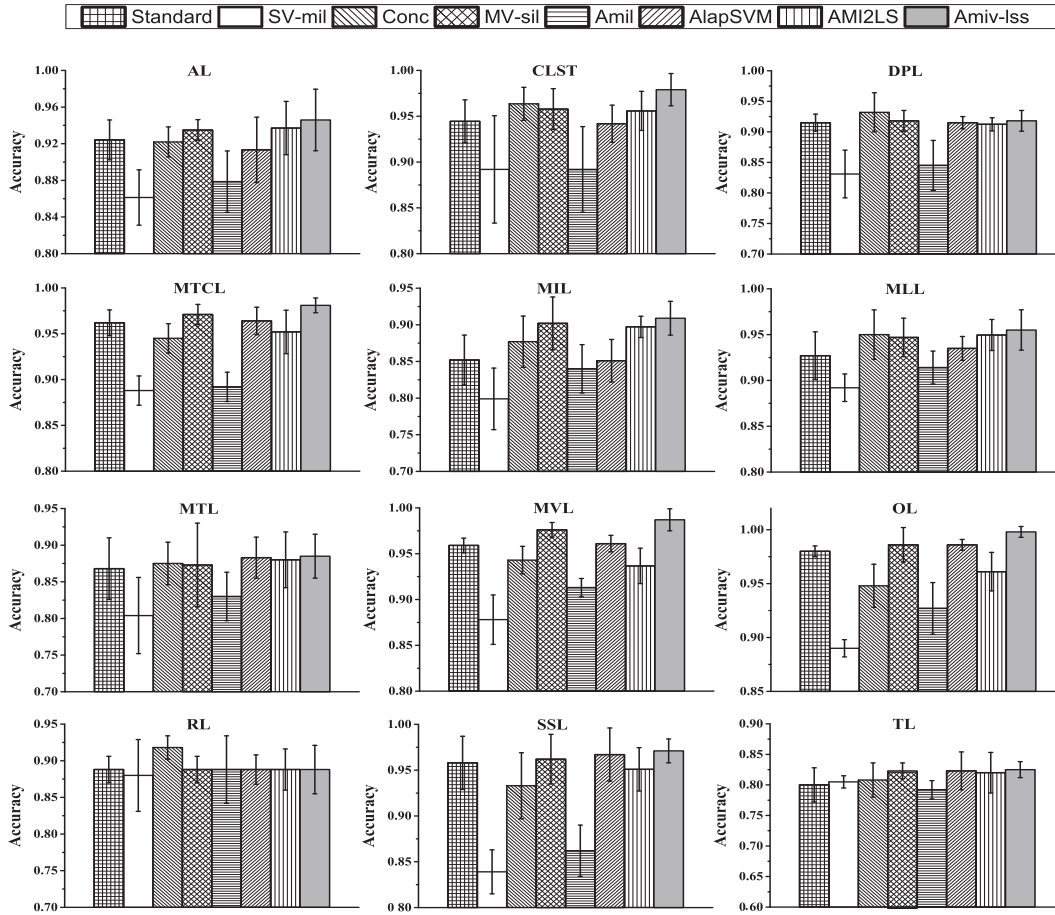 Standard SV-mil Conc MV-sil Amil AlapSVM AMI2LS Amiv-lss
AL
Accuracy
1.00
0.96
0.92
0.88
0.84
0.80
CLST
Accuracy
1.00
0.95
0.90
0.85
0.80
DPL
Accuracy
1.00
0.95
0.90
0.85
0.80
0.75
0.70
MTCL
Accuracy
1.00
0.95
0.90
0.85
0.80
MIL
Accuracy
0.95
0.90
0.85
0.80
0.75
0.70
MLL
Accuracy
1.00
0.95
0.90
0.85
0.80
MTL
Accuracy
0.95
0.90
0.85
0.80
0.75
0.70
MVL
Accuracy
1.00
0.95
0.90
0.85
0.80
OL
Accuracy
1.00
0.95
0.90
0.85
RL
Accuracy
0.95
0.90
0.85
0.80
0.75
0.70
SSL
Accuracy
1.00
0.95
0.90
0.85
0.80
TL
Accuracy
0.90
0.85
0.80
0.75
0.70
0.65
0.60